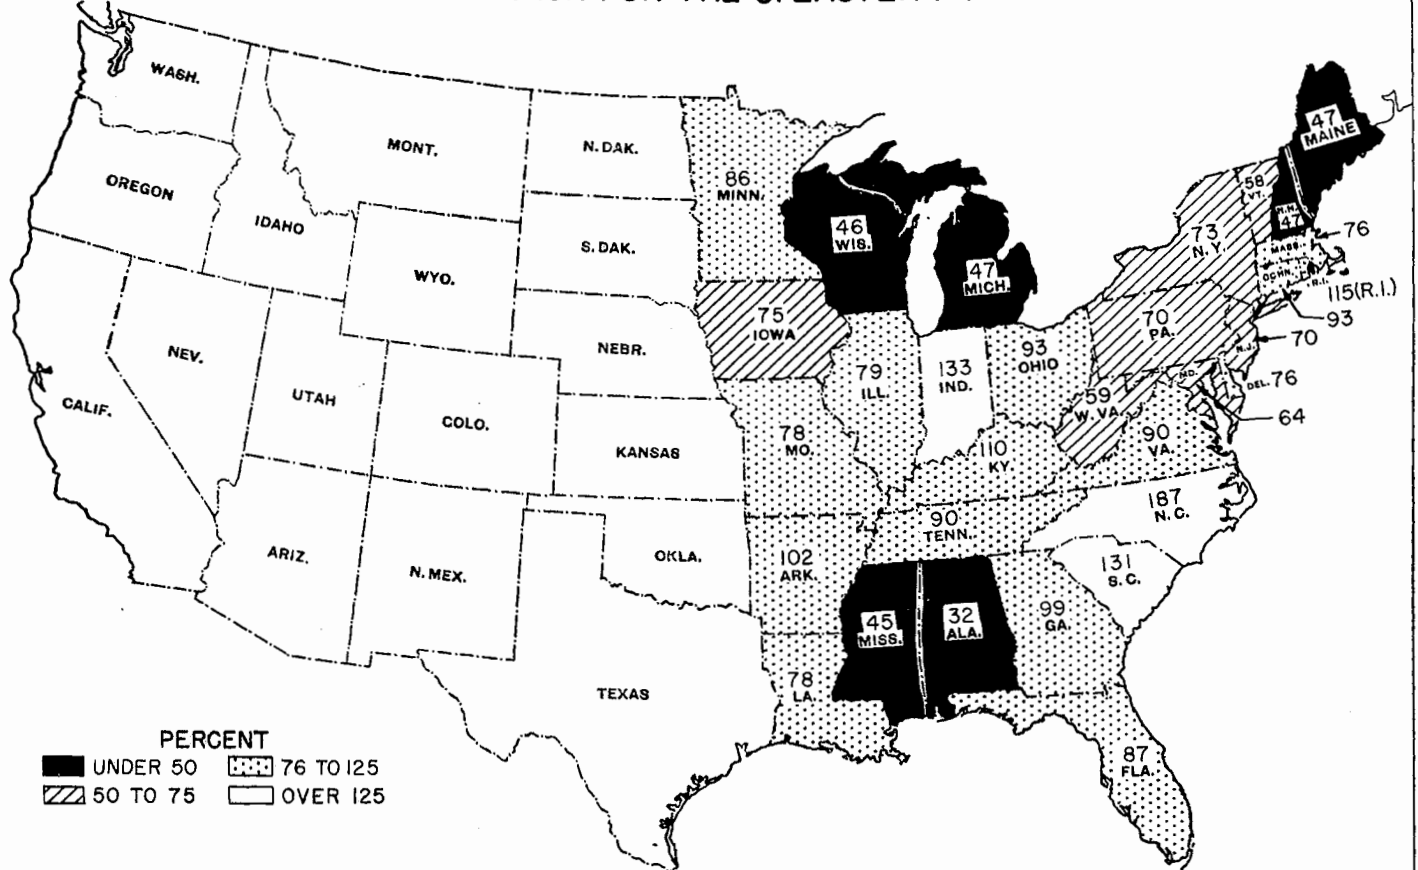 WASH.
OREGON
CALIF.
IDAHO
NEV.
MONT.
WYO.
UTAH
COLO.
ARIZ.
N. MEX.
N. DAK.
S. DAK.
NEBR.
KANSAS
OKLA.
TEXAS
86
MINN.
75
IOWA
78
MO.
102
ARK.
78
LA.
46
WIS.
47
MICH.
79
ILL.
133
IND.
93
OHIO
110
KY.
90
TENN.
45
MISS.
32
ALA.
99
GA.
87
FLA.
131
S. C.
187
N. C.
90
VA.
59
W. VA.
70
PA.
73
N. Y.
58
VT.
N.H.
47
47
MAINE
MASS.
76
R.I.
115(R.I.)
93
N.J.
70
MD.
DEL. 76
64
PERCENT
UNDER 50
50 TO 75
76 TO 125
OVER 125